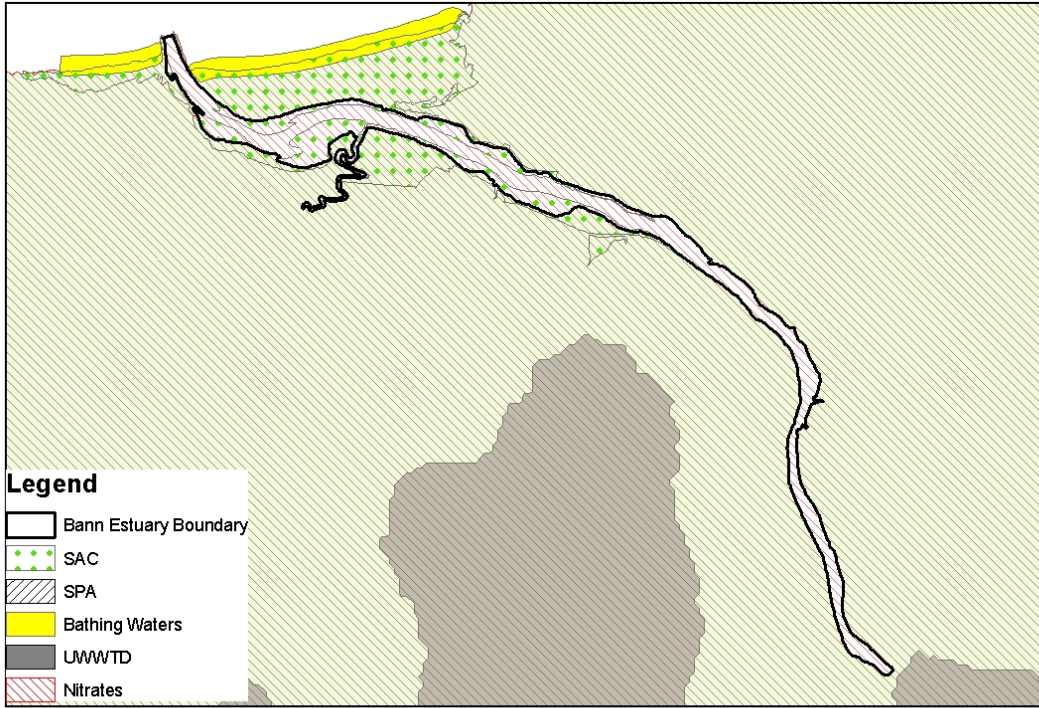 Legend
Bann Estuary Boundary
SAC
SPA
Bathing Waters
UWWTD
Nitrates